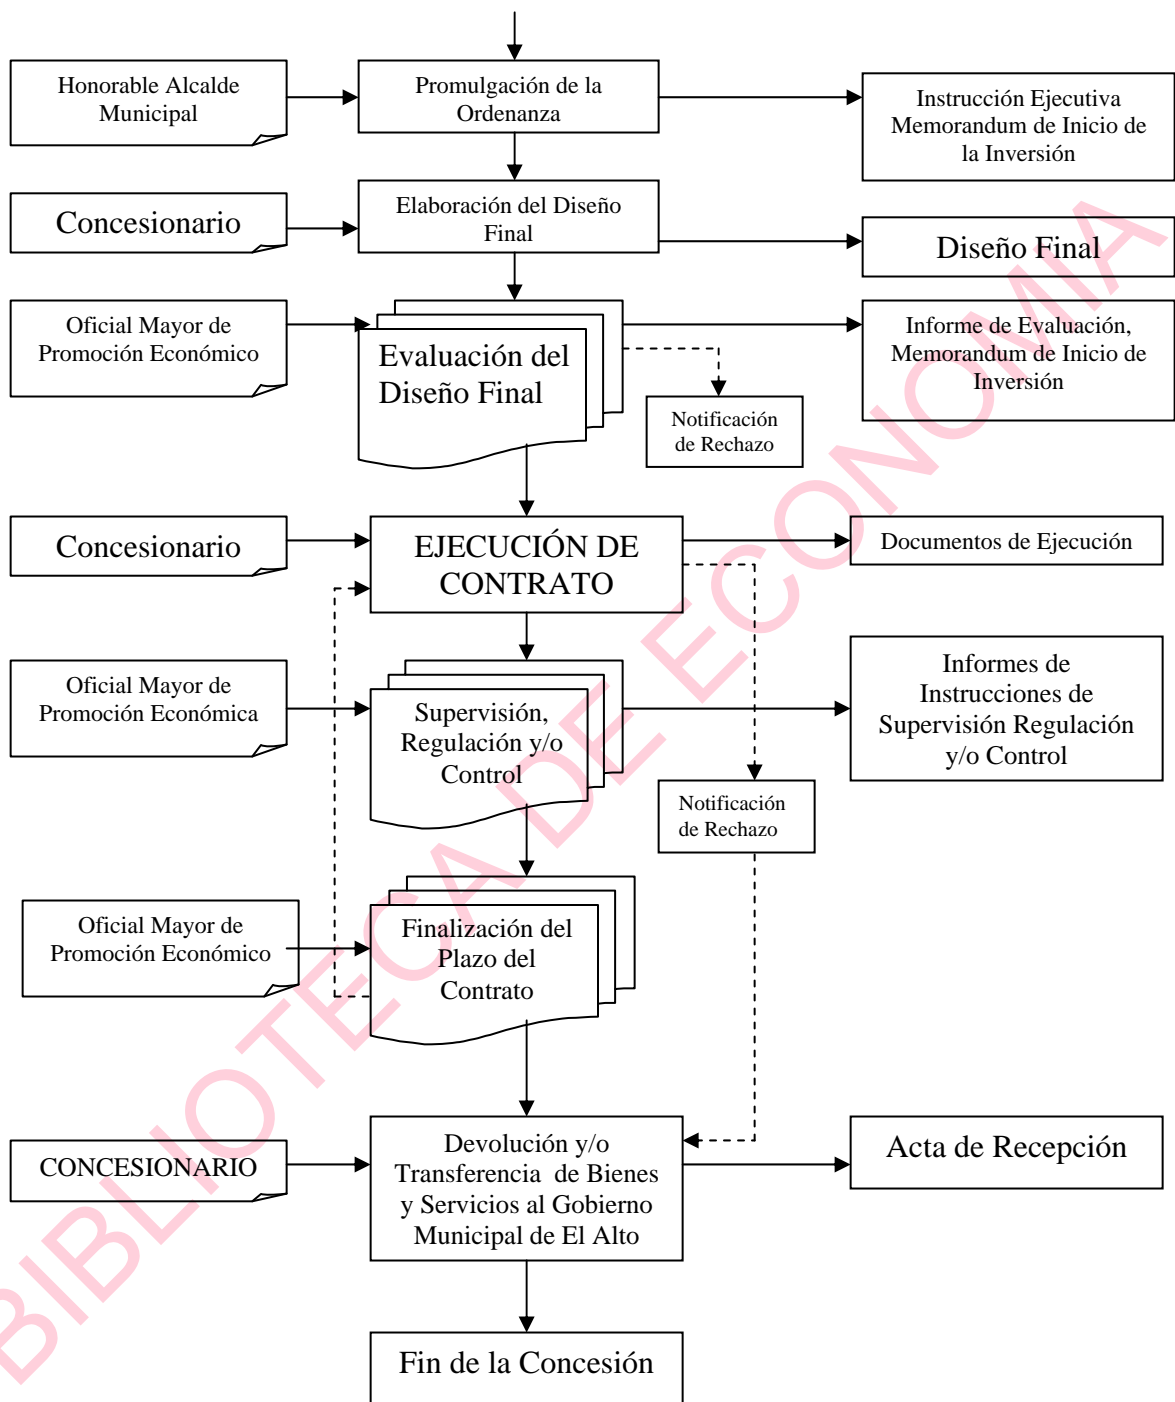 Honorable Alcalde
Municipal
Promulgación de la
Ordenanza
Instrucción Ejecutiva
Memorandum de Inicio de
la Inversión
Concesionario
Elaboración del Diseño
Final
Diseño Final
Oficial Mayor de
Promoción Económico
Evaluación del
Diseño Final
Informe de Evaluación,
Memorandum de Inicio de
Inversión
Notificación
de Rechazo
Concesionario
EJECUCIÓN DE
CONTRATO
Documentos de Ejecución
Oficial Mayor de
Promoción Económica
Supervisión,
Regulación y/o
Control
Informes de
Instrucciones de
Supervisión Regulación
y/o Control
Notificación
de Rechazo
Oficial Mayor de
Promoción Económico
Finalización del
Plazo del
Contrato
CONCESIONARIO
Devolución y/o
Transferencia de Bienes
y Servicios al Gobierno
Municipal de El Alto
Acta de Recepción
Fin de la Concesión
BIBLIOTECA DE ECONOMIA